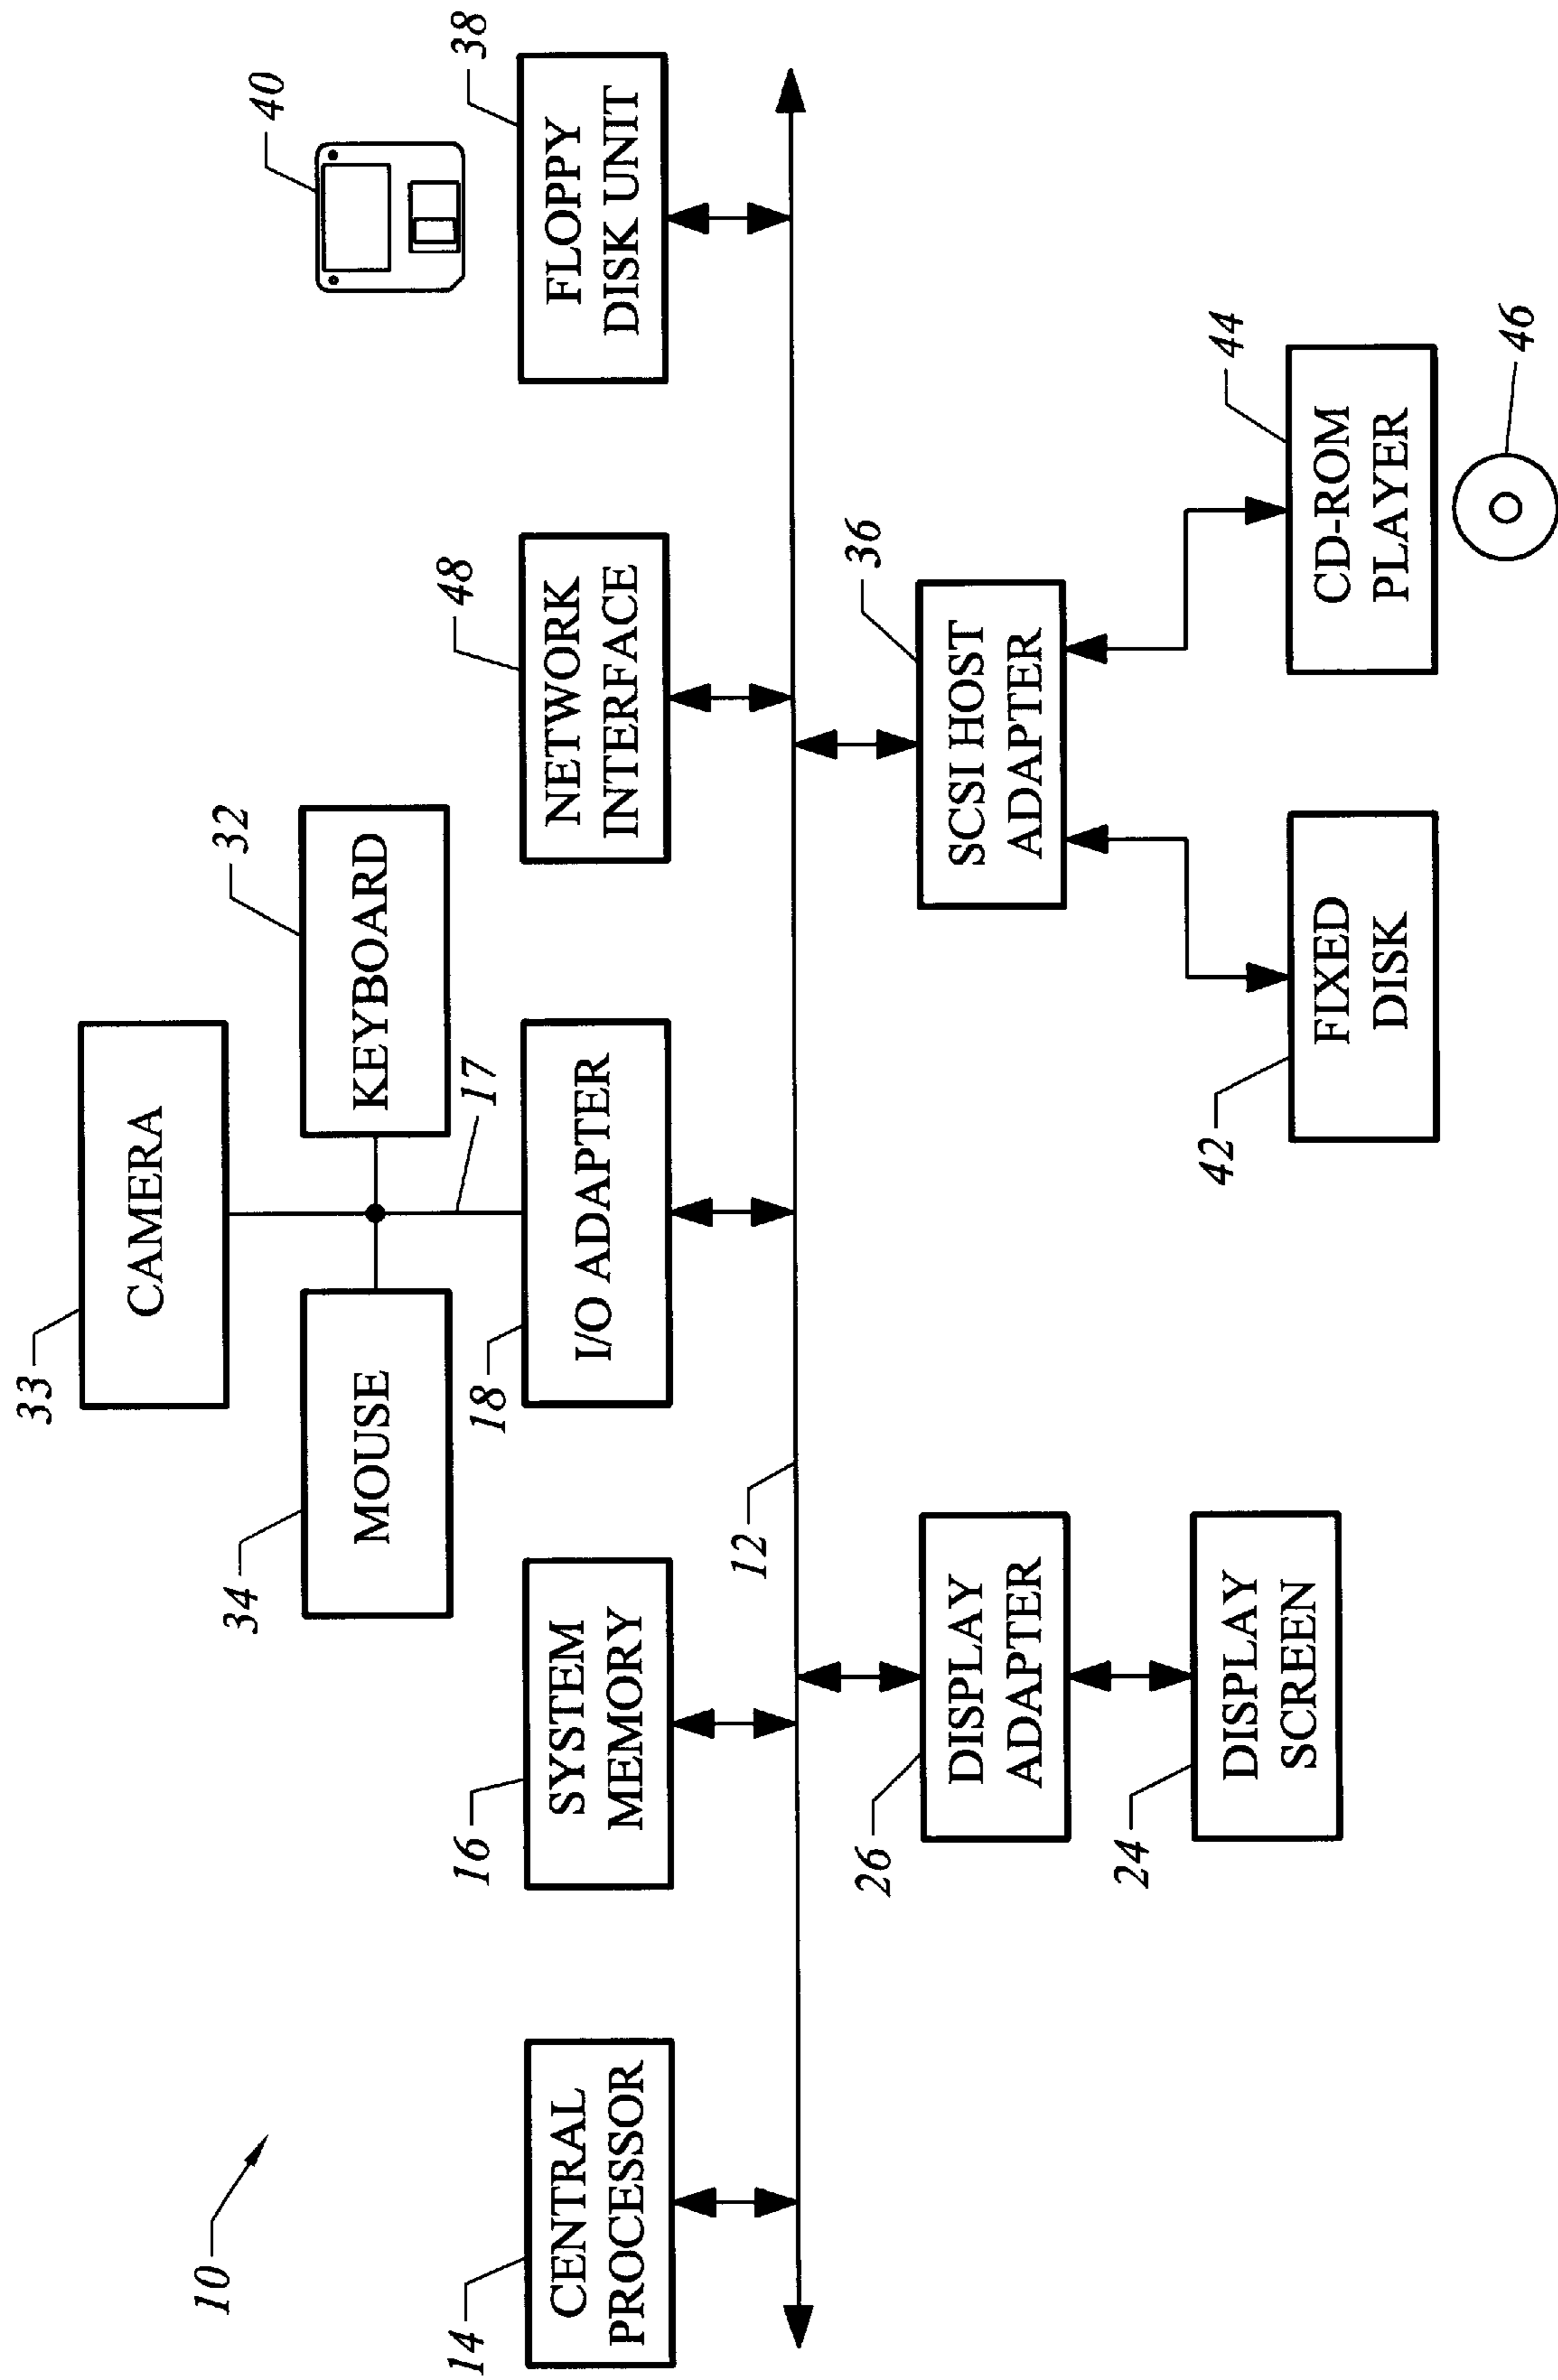 10
33
CAMERA
34
MOUSE
32
KEYBOARD
17
40
14
CENTRAL
PROCESSOR
16
SYSTEM
MEMORY
18
I/O ADAPTER
48
NETWORK
INTERFACE
38
FLOPPY
DISK UNIT
12
26
DISPLAY
ADAPTER
36
SCSI HOST
ADAPTER
24
DISPLAY
SCREEN
42
FIXED
DISK
44
CD-ROM
PLAYER
46